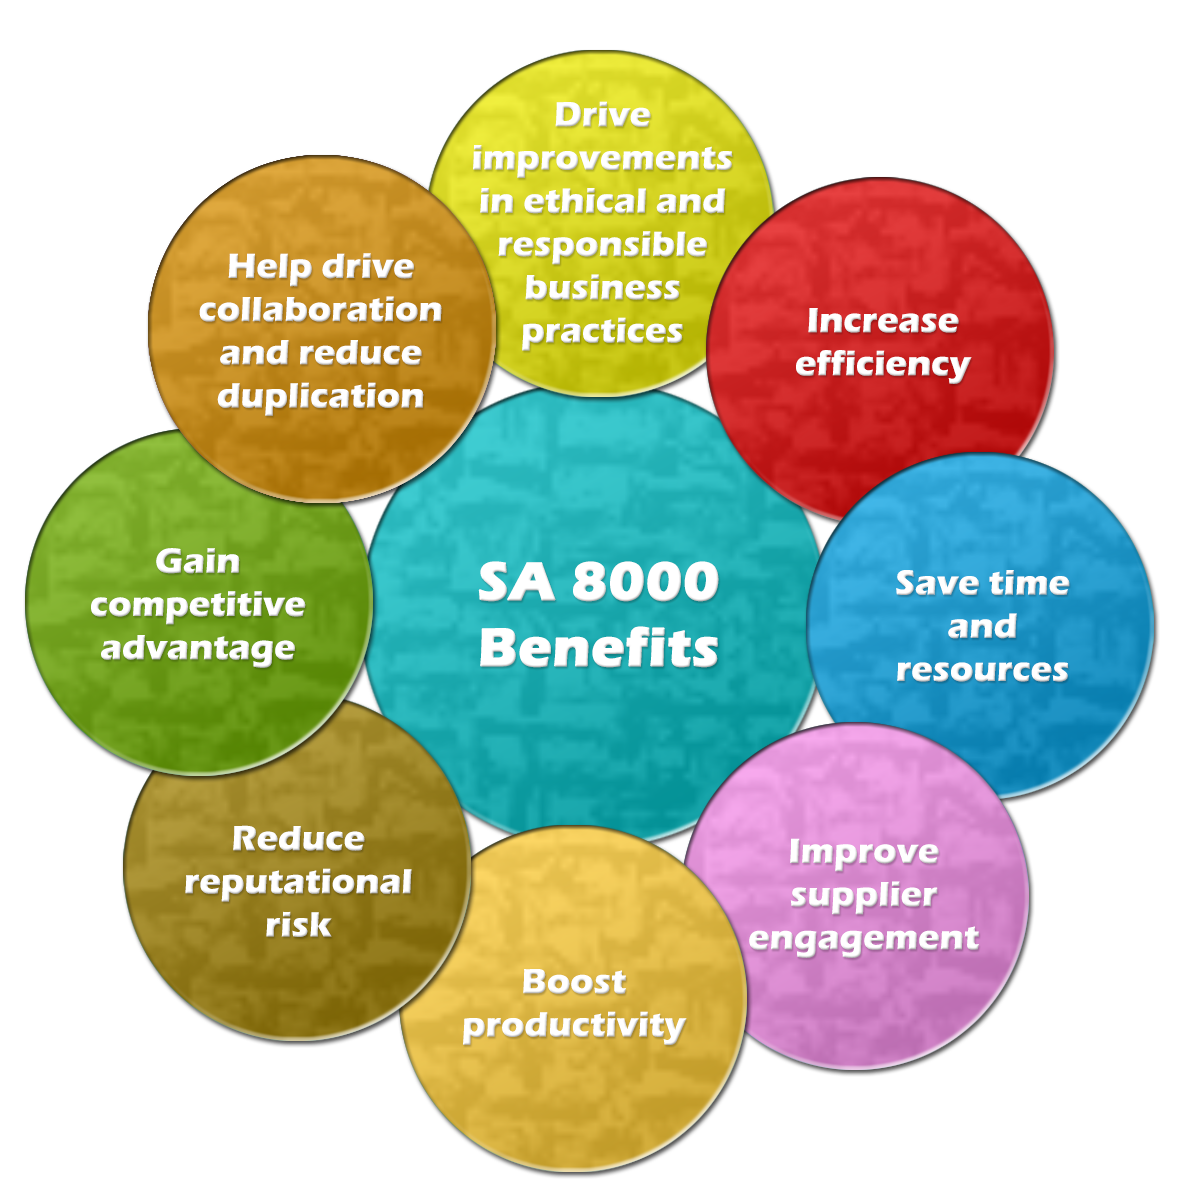 Drive
improvements
in ethical and
responsible
business
practices
Increase
efficiency
Save time
and
resources
Improve
supplier
engagement
Boost
productivity
Reduce
reputational
risk
Gain
competitive
advantage
Help drive
collaboration
and reduce
duplication
SA 8000
Benefits